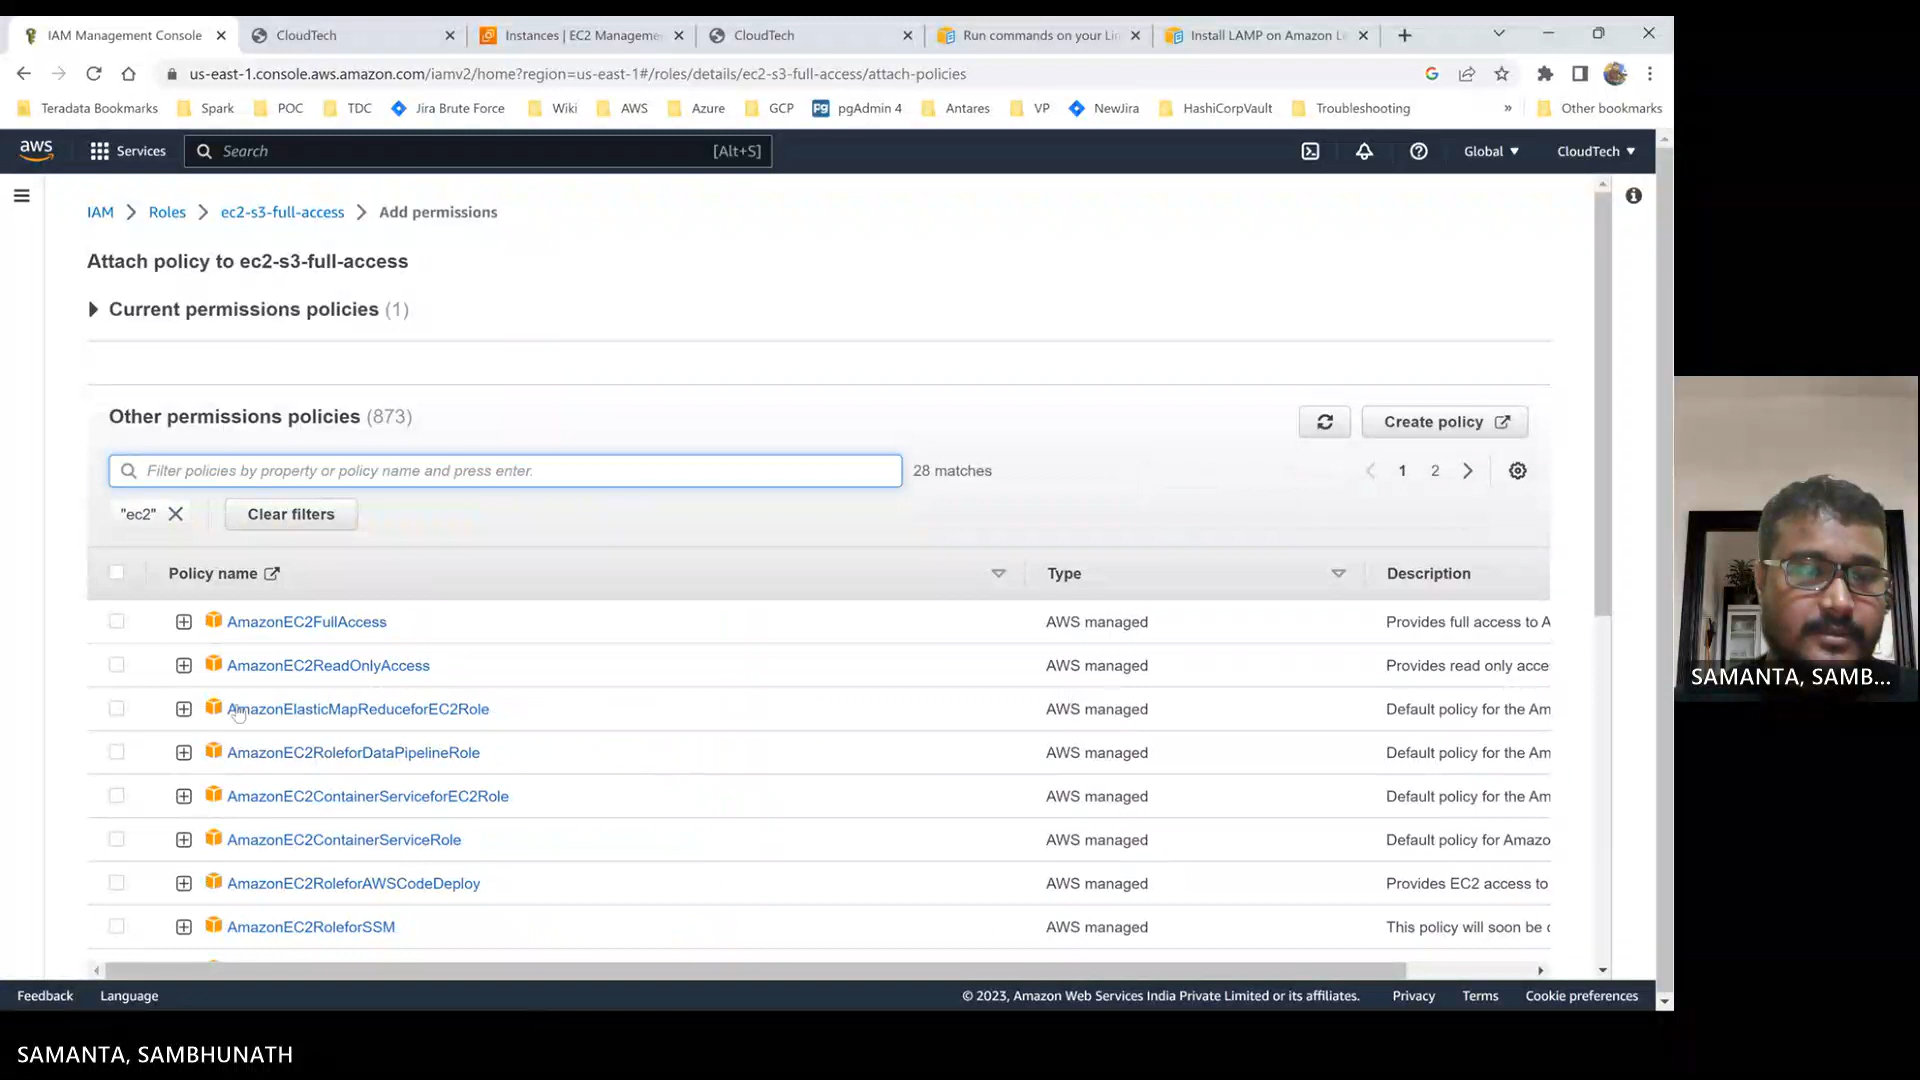 IAM Management Console
CloudTech
Instances | EC2 Manageme
CloudTech
Run commands on your Li
Install LAMP on Amazon L
us-east-1.console.aws.amazon.com/iamv2/home?region=us-east-1#/roles/details/ec2-s3-full-access/attach-policies
Teradata Bookmarks
Spark
POC
TDC
Jira Brute Force
Wiki
AWS
Azure
GCP
Pg
pgAdmin 4
Antares
VP
NewJira
HashiCorpVault
Troubleshooting
»
Other bookmarks
aws
Services
Search
[Alt+S]
Global
CloudTech
IAM > Roles > ec2-s3-full-access > Add permissions
Attach policy to ec2-s3-full-access
Current permissions policies (1)
Other permissions policies (873)
Create policy
Filter policies by property or policy name and press enter.
28 matches
1 2
"ec2"
Clear filters
Policy name Type Description
AmazonEC2FullAccess AWS managed Provides full access to A
AmazonEC2ReadOnlyAccess AWS managed Provides read only acce
AmazonElasticMapReduceforEC2Role AWS managed Default policy for the Am
AmazonEC2RoleforDataPipelineRole AWS managed Default policy for the Am
AmazonEC2ContainerServiceforEC2Role AWS managed Default policy for the Am
AmazonEC2ContainerServiceRole AWS managed Default policy for Amazo
AmazonEC2RoleforAWSCodeDeploy AWS managed Provides EC2 access to
AmazonEC2RoleforSSM AWS managed This policy will soon be
SAMANTA, SAMB...
Feedback
Language
© 2023, Amazon Web Services India Private Limited or its affiliates.
Privacy
Terms
Cookie preferences
SAMANTA, SAMBHUNATH